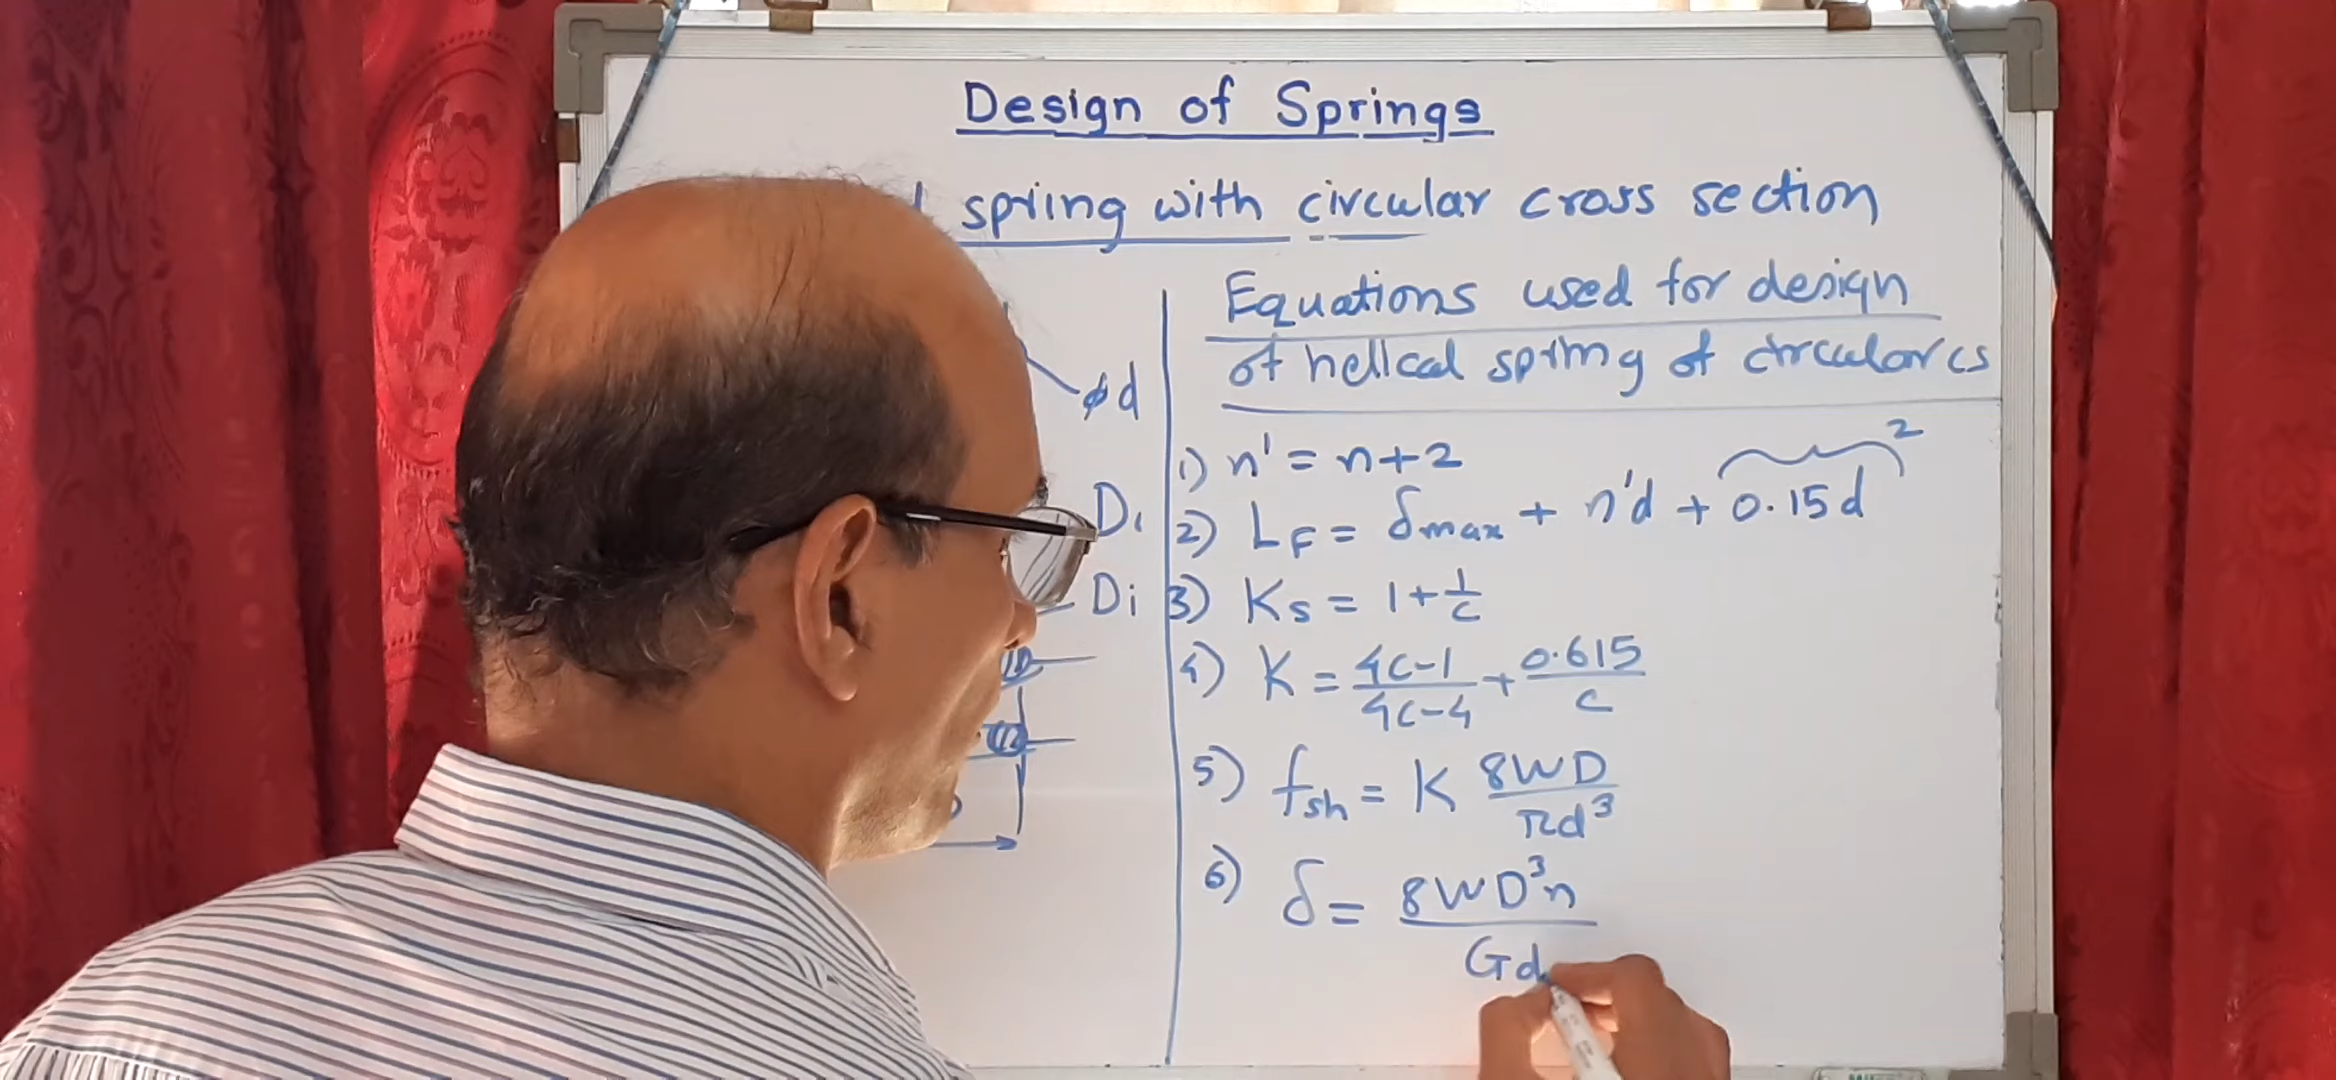 Design of Springs
spring with circular cross section
Equations used for design
of helical spring of circular cs
ϕd
D
Di
1) n' = n+2
2) L_F = δmax + n'd + 0.15d 2
3) Ks = 1+1/c
4) K = 4C-1/4C-4 + 0.615/c
5) fsh = K 8WD/πd³
6) δ = 8WD³n/Gd